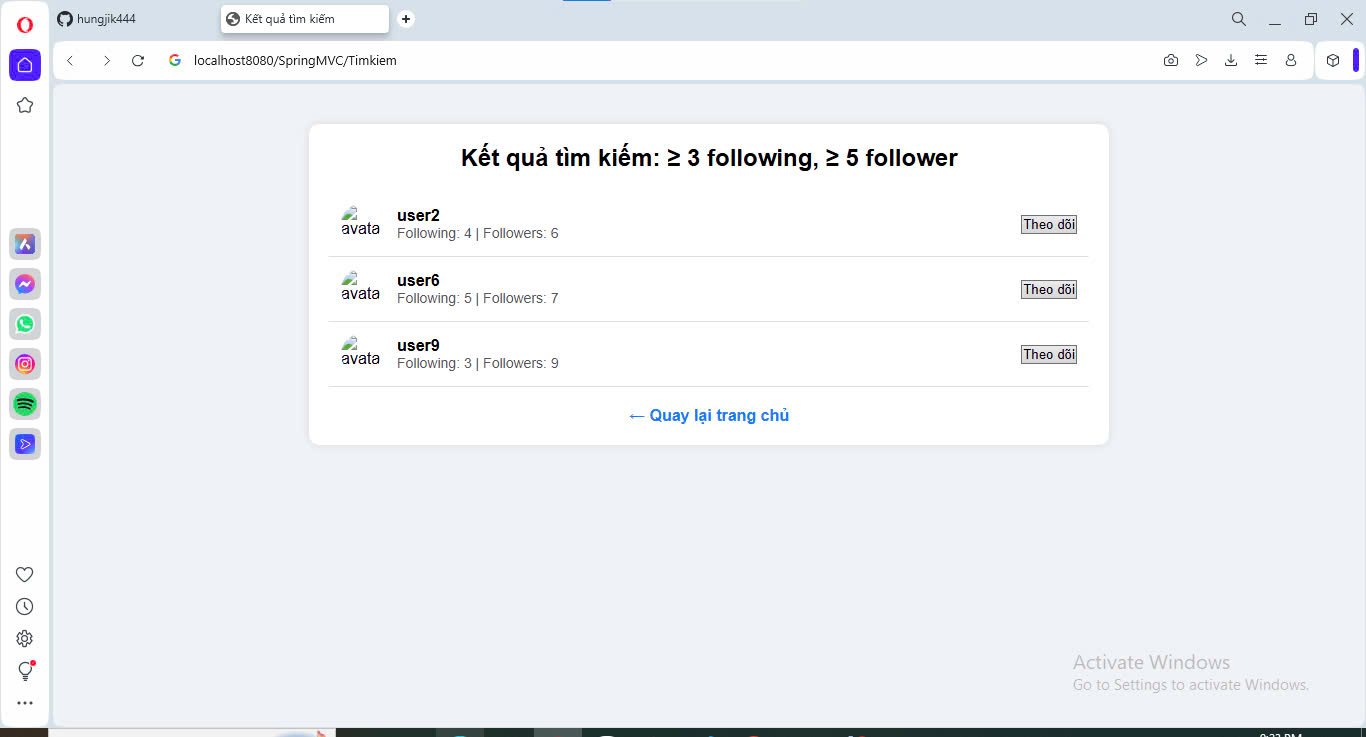 hungjik444
Kết quả tìm kiếm
localhost8080/SpringMVC/Timkiem
Kết quả tìm kiếm: ≥ 3 following, ≥ 5 follower
avata
user2
Following: 4 | Followers: 6
Theo dõi
avata
user6
Following: 5 | Followers: 7
Theo dõi
avata
user9
Following: 3 | Followers: 9
Theo dõi
← Quay lại trang chủ
Activate Windows
Go to Settings to activate Windows.